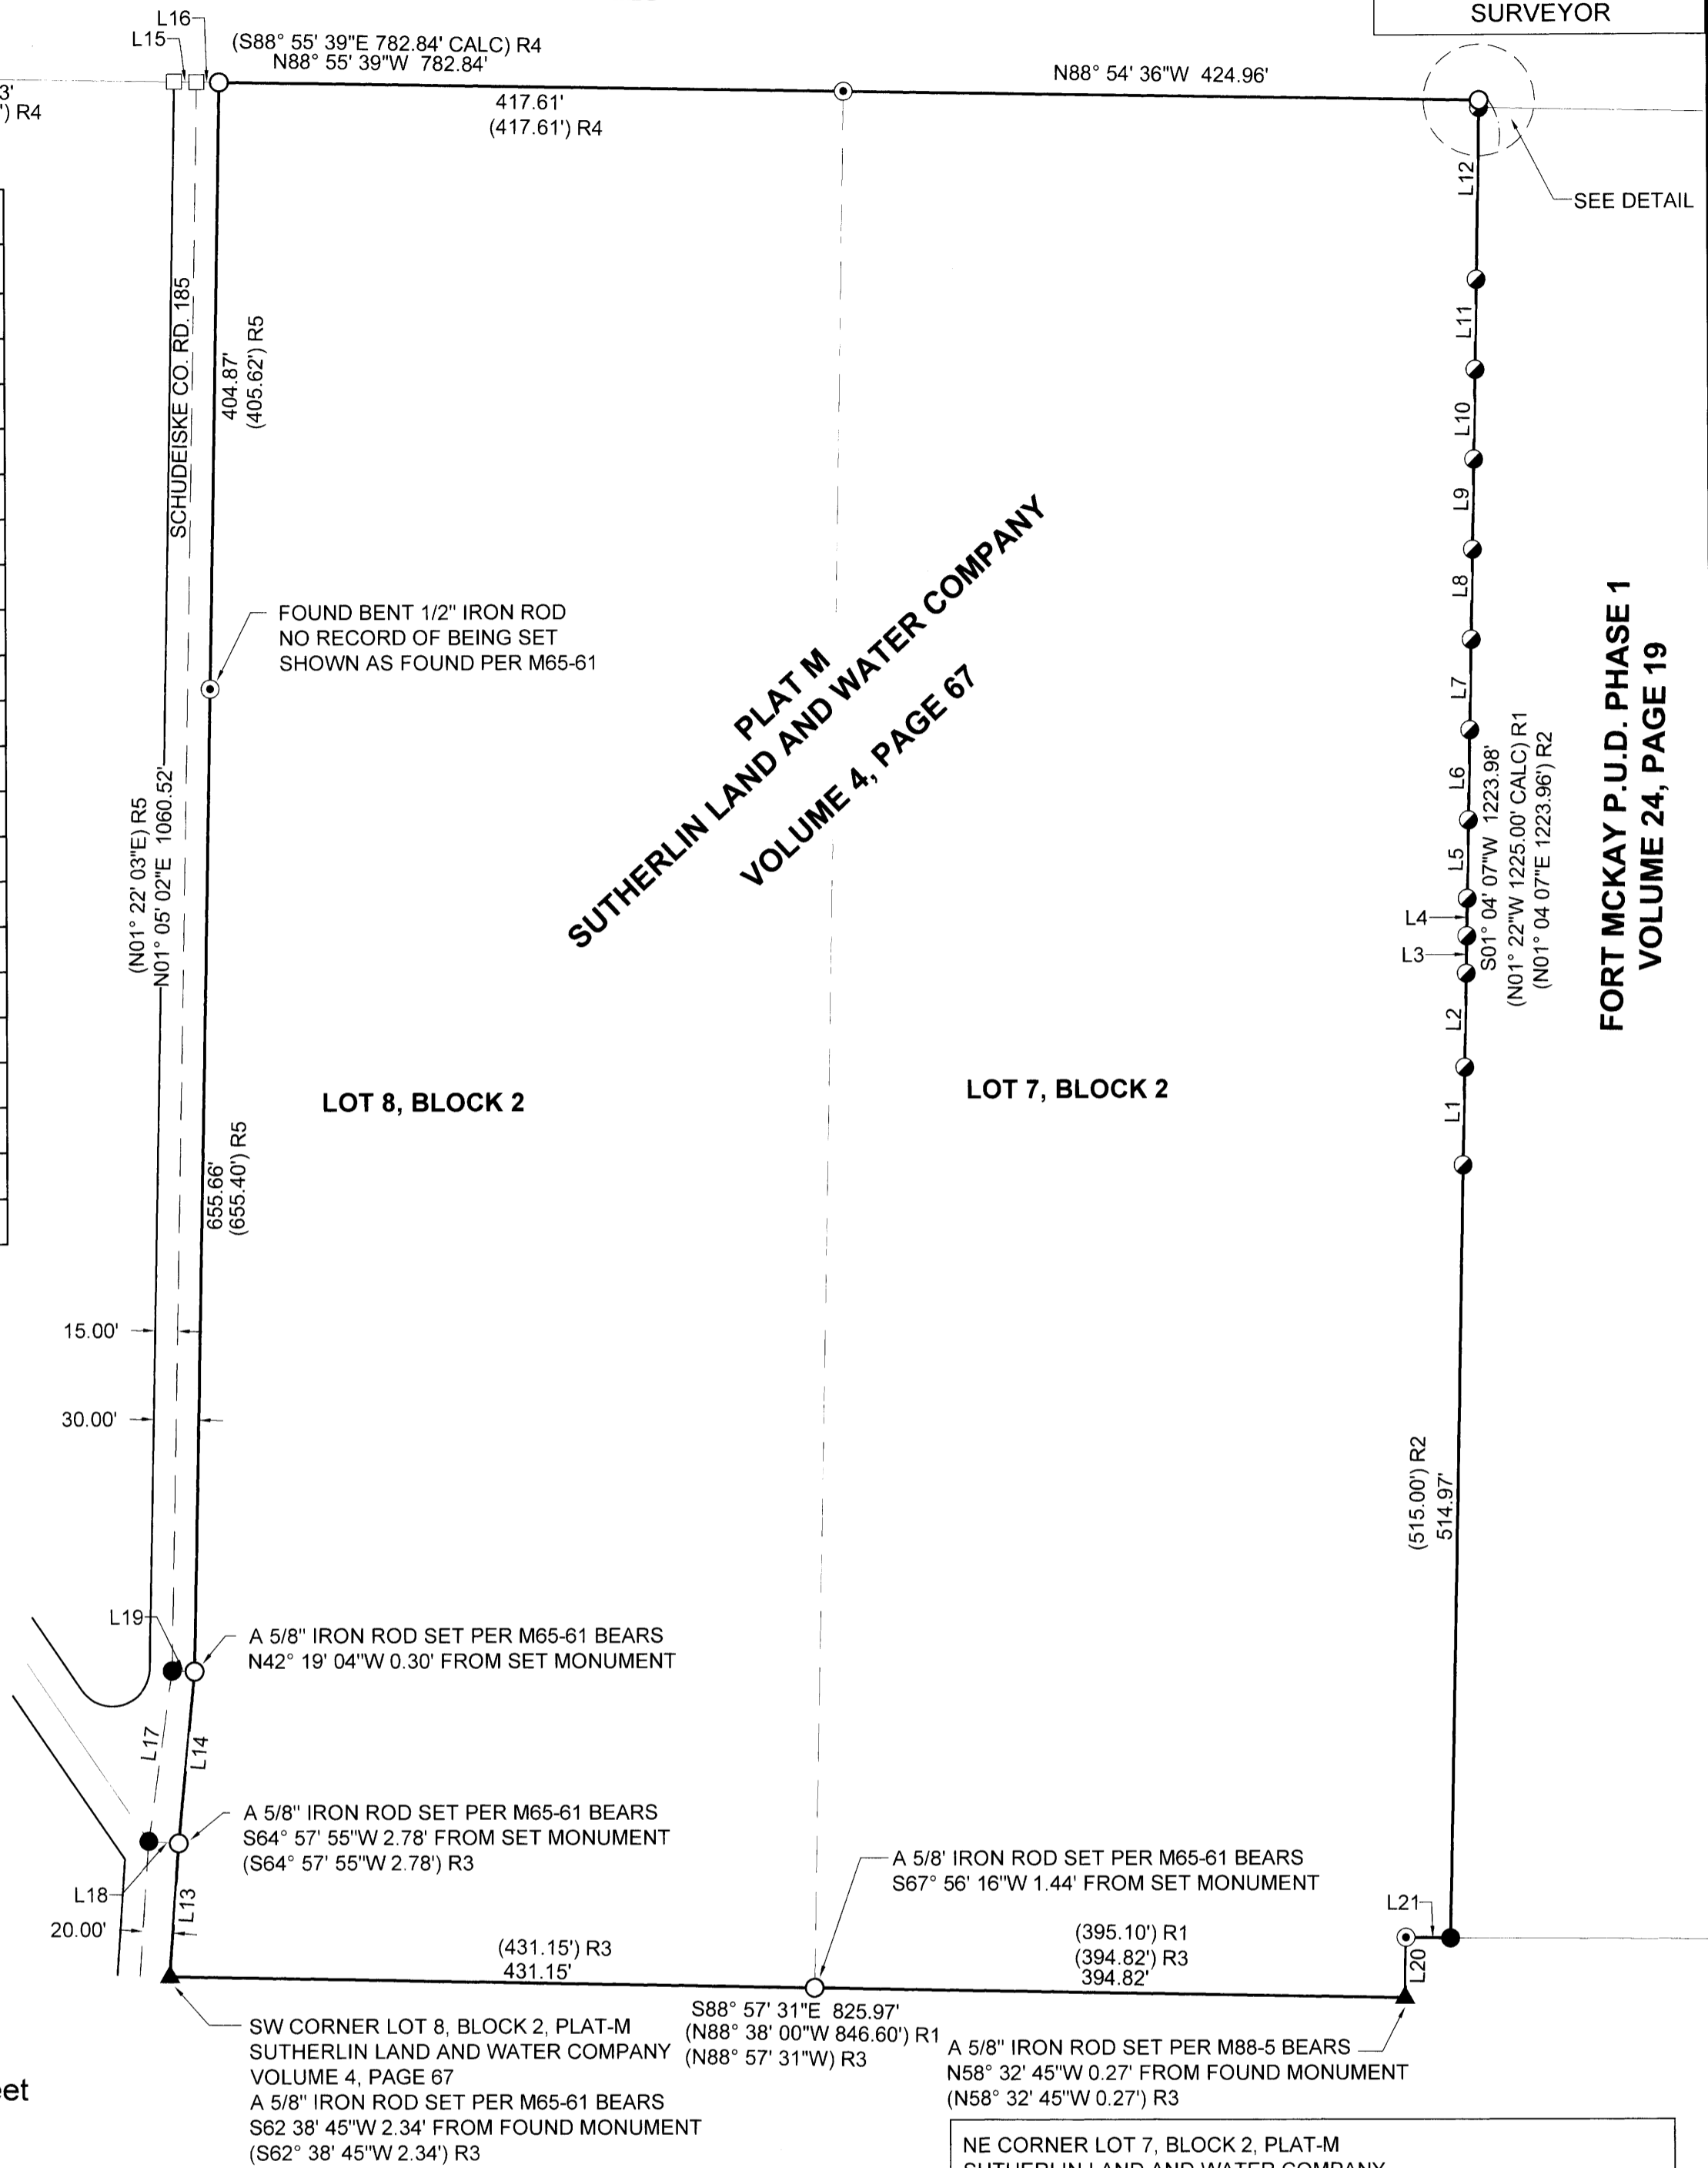 SURVEYOR
L16
L15
(S88° 55' 39"E 782.84' CALC) R4
N88° 55' 39"W 782.84'
N88° 54' 36"W 424.96'
3'
') R4
417.61'
(417.61') R4
L12
SEE DETAIL
SCHUDEISKE CO. RD. 185
404.87'
(405.62') R5
L11
L10
L9
L8
FOUND BENT 1/2" IRON ROD
NO RECORD OF BEING SET
SHOWN AS FOUND PER M65-61
PLAT M
SUTHERLIN LAND AND WATER COMPANY
VOLUME 4, PAGE 67
L7
L6
L5
L4
L3
L2
L1
S01° 04' 07"W 1223.98'
(N01° 22"W 1225.00' CALC) R1
(N01° 04 07"E 1223.96') R2
FORT MCKAY P.U.D. PHASE 1
VOLUME 24, PAGE 19
(N01° 22' 03"E) R5
N01° 05' 02"E 1060.52'
LOT 8, BLOCK 2
LOT 7, BLOCK 2
655.66'
(655.40') R5
15.00'
30.00'
(515.00') R2
514.97'
L19
A 5/8" IRON ROD SET PER M65-61 BEARS
N42° 19' 04"W 0.30' FROM SET MONUMENT
L17
L14
A 5/8" IRON ROD SET PER M65-61 BEARS
S64° 57' 55"W 2.78' FROM SET MONUMENT
(S64° 57' 55"W 2.78') R3
A 5/8' IRON ROD SET PER M65-61 BEARS
S67° 56' 16"W 1.44' FROM SET MONUMENT
L18
L13
20.00'
L21
L20
(431.15') R3
431.15'
(395.10') R1
(394.82') R3
394.82'
S88° 57' 31"E 825.97'
(N88° 38' 00"W 846.60') R1
(N88° 57' 31"W) R3
SW CORNER LOT 8, BLOCK 2, PLAT-M
SUTHERLIN LAND AND WATER COMPANY
VOLUME 4, PAGE 67
A 5/8" IRON ROD SET PER M65-61 BEARS
S62 38' 45"W 2.34' FROM FOUND MONUMENT
(S62° 38' 45"W 2.34') R3
A 5/8" IRON ROD SET PER M88-5 BEARS
N58° 32' 45"W 0.27' FROM FOUND MONUMENT
(N58° 32' 45"W 0.27') R3
et
NE CORNER LOT 7, BLOCK 2, PLAT-M
SUTHERLIN LAND AND WATER COMPANY